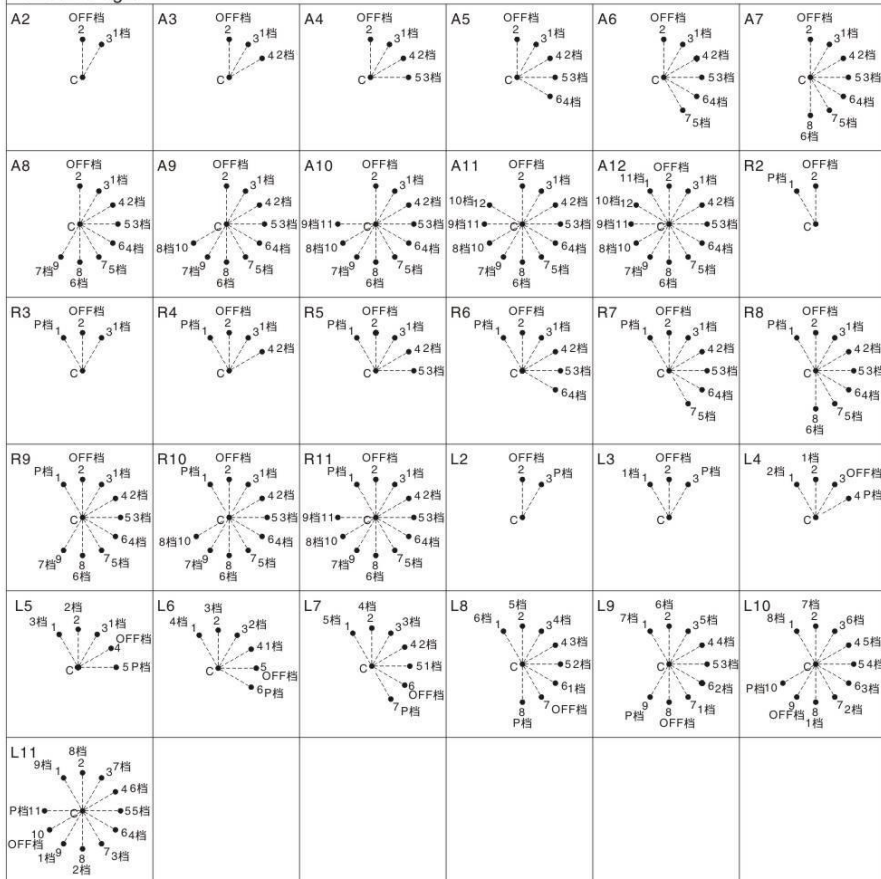 A2
OFF档
2
3 1档
C
A3
OFF档
2
3 1档
4 2档
C
A4
OFF档
2
3 1档
4 2档
5 3档
C
A5
OFF档
2
3 1档
4 2档
5 3档
6 4档
C
A6
OFF档
2
3 1档
4 2档
5 3档
6 4档
7 5档
C
A7
OFF档
2
3 1档
4 2档
5 3档
6 4档
7 5档
8
6档
C
A8
OFF档
2
3 1档
4 2档
5 3档
6 4档
7 5档
8
6档
7档 9
C
A9
OFF档
2
3 1档
4 2档
5 3档
6 4档
7 5档
8
6档
7档 9
8档 10
C
A10
OFF档
2
3 1档
4 2档
5 3档
6 4档
7 5档
8
6档
7档 9
8档 10
9档 11
C
A11
OFF档
2
3 1档
4 2档
5 3档
6 4档
7 5档
8
6档
7档 9
8档 10
9档 11
10档 12
C
A12
OFF档
2
3 1档
4 2档
5 3档
6 4档
7 5档
8
6档
7档 9
8档 10
9档 11
10档 12
11档 1
C
R2
P档 1
OFF档
2
C
R3
P档 1
OFF档
2
3 1档
C
R4
P档 1
OFF档
2
3 1档
4 2档
C
R5
P档 1
OFF档
2
3 1档
4 2档
5 3档
C
R6
P档 1
OFF档
2
3 1档
4 2档
5 3档
6 4档
C
R7
P档 1
OFF档
2
3 1档
4 2档
5 3档
6 4档
7 5档
C
R8
P档 1
OFF档
2
3 1档
4 2档
5 3档
6 4档
7 5档
8
6档
C
R9
P档 1
OFF档
2
3 1档
4 2档
5 3档
6 4档
7 5档
8
6档
7档 9
C
R10
P档 1
OFF档
2
3 1档
4 2档
5 3档
6 4档
7 5档
8
6档
7档 9
8档 10
C
R11
P档 1
OFF档
2
3 1档
4 2档
5 3档
6 4档
7 5档
8
6档
7档 9
8档 10
9档 11
C
L2
OFF档
2
3 P档
C
L3
1档 1
OFF档
2
3 P档
C
L4
2档 1
1档
2
3 OFF档
4 P档
C
L5
3档 1
2档
2
3 1档
OFF档
4
5 P档
C
L6
4档 1
3档
2
3 2档
4 1档
5
OFF档
6 P档
C
L7
5档 1
4档
2
3 3档
4 2档
5 1档
6
OFF档
7 P档
C
L8
6档 1
5档
2
3 4档
4 3档
5 2档
6 1档
7 OFF档
8
P档
C
L9
7档 1
6档
2
3 5档
4 4档
5 3档
6 2档
7 1档
8
OFF档
P档 9
C
L10
8档 1
7档
2
3 6档
4 5档
5 4档
6 3档
7 2档
8
1档
OFF档 9
P档 10
C
L11
9档 1
8档
2
3 7档
4 6档
5 5档
6 4档
7 3档
8
2档
1档 9
10
OFF档
P档 11
C